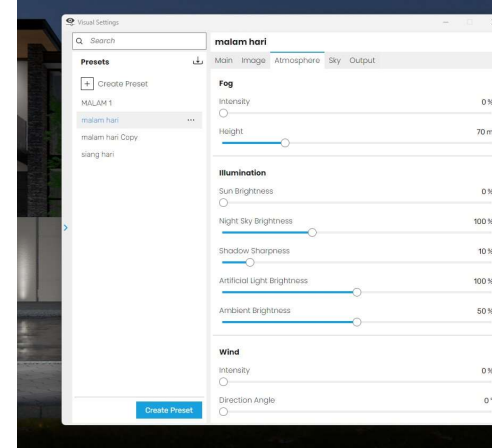 Visual Settings
Search
Presets
Create Preset
MALAM 1
malam hari
malam hari Copy
siang hari
Create Preset
malam hari
Main Image Atmosphere Sky Output
Fog
Intensity 0 %
Height 70 m
Illumination
Sun Brightness 0 %
Night Sky Brightness 100 %
Shadow Sharpness 10 %
Artificial Light Brightness 100 %
Ambient Brightness 50 %
Wind
Intensity 0 %
Direction Angle 0 °